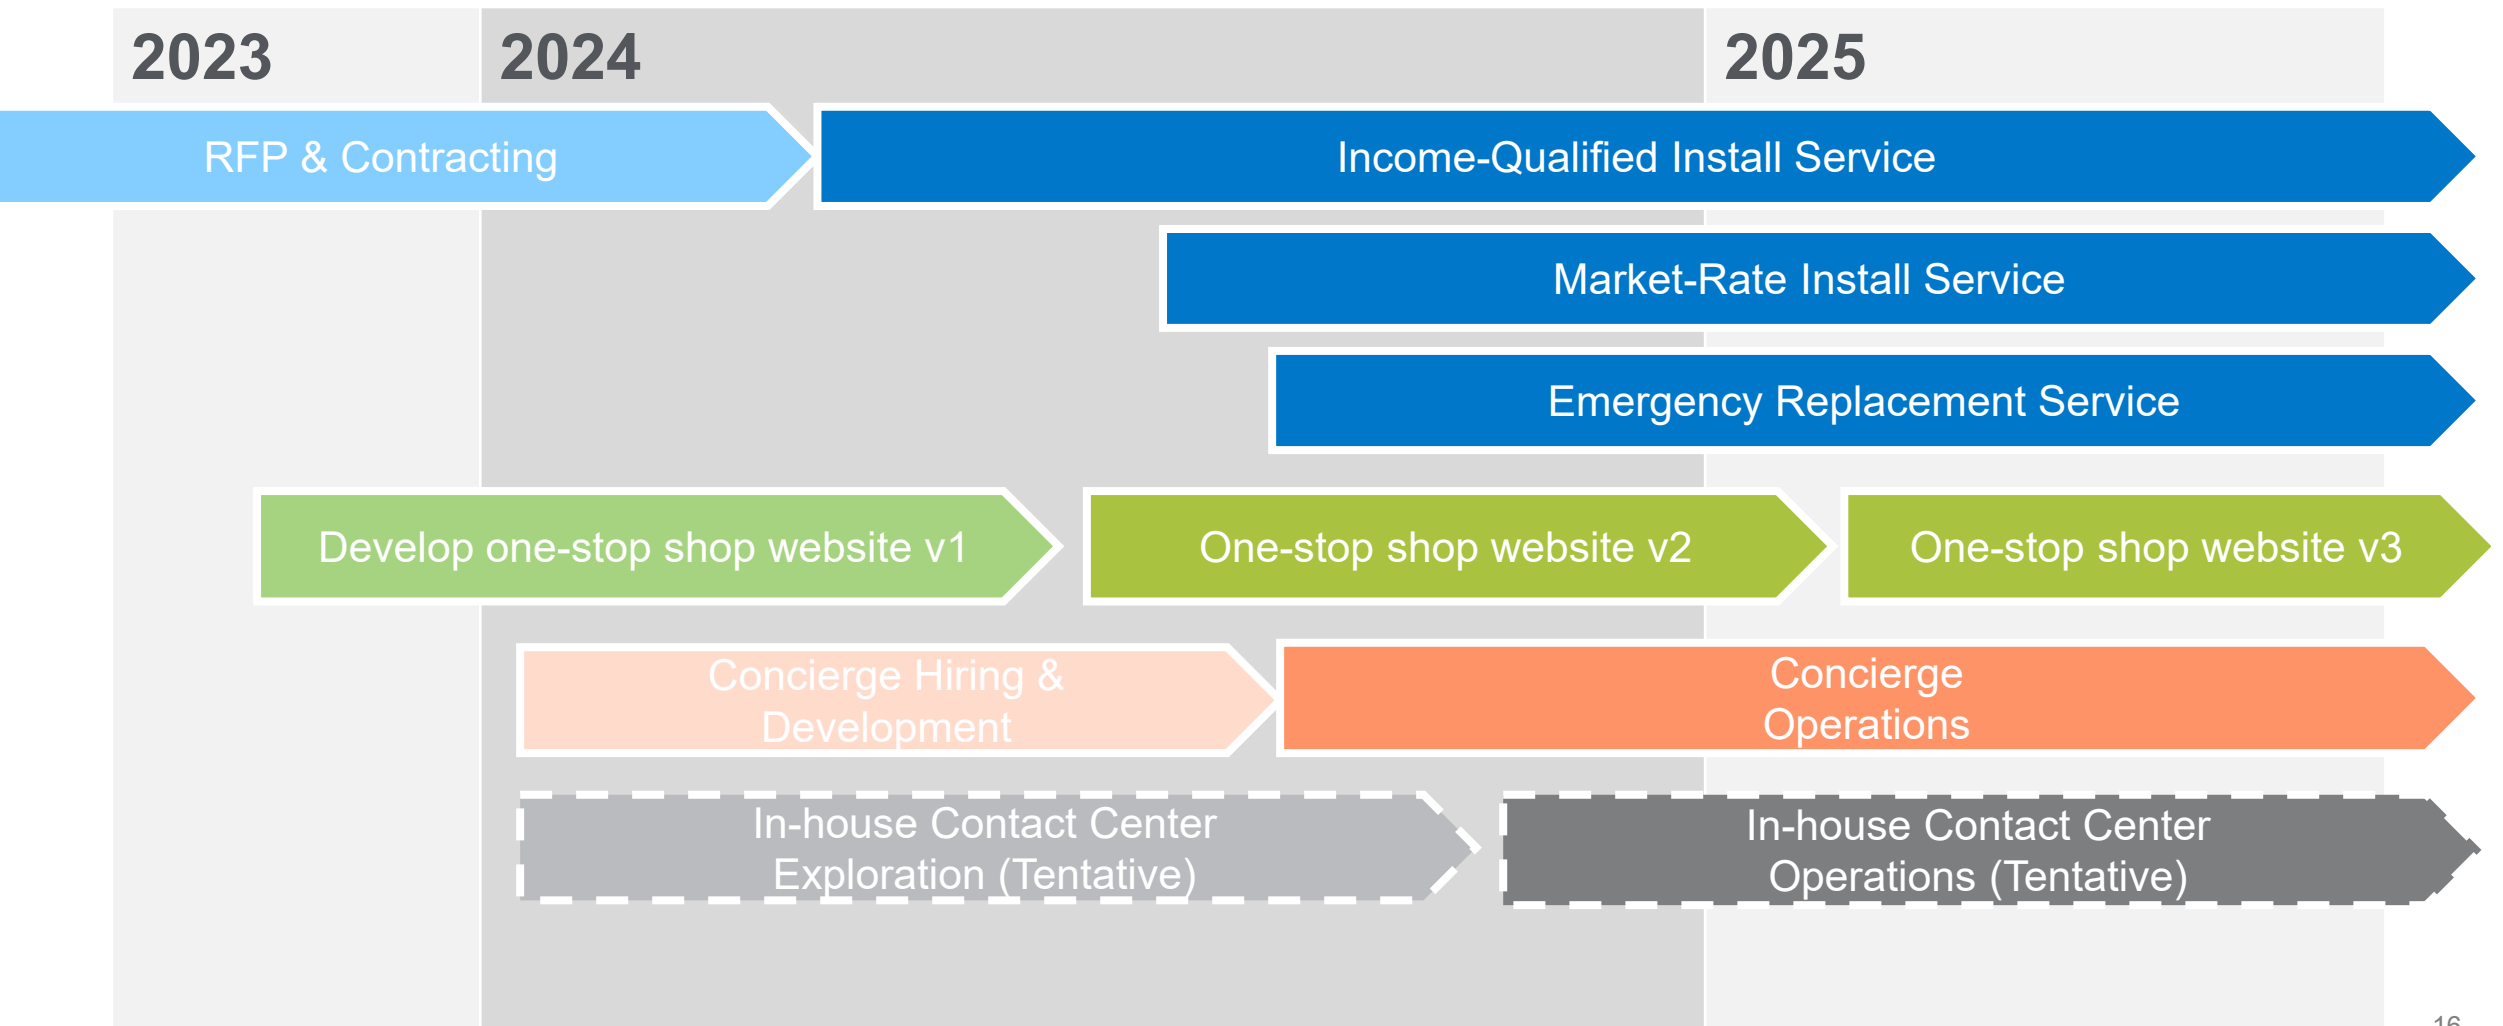 2023
2024
2025
RFP & Contracting
Income-Qualified Install Service
Market-Rate Install Service
Emergency Replacement Service
Develop one-stop shop website v1
One-stop shop website v2
One-stop shop website v3
Concierge Hiring &
Development
Concierge
Operations
In-house Contact Center
Exploration (Tentative)
In-house Contact Center
Operations (Tentative)
16